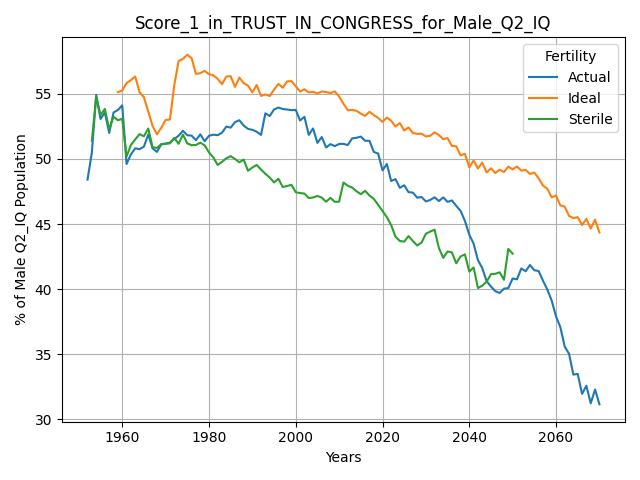 Score_1_in_TRUST_IN_CONGRESS_for_Male_Q2_IQ
Fertility
Actual
Ideal
Sterile
% of Male Q2_IQ Population
55
50
45
40
35
30
1960 1980 2000 2020 2040 2060
Years